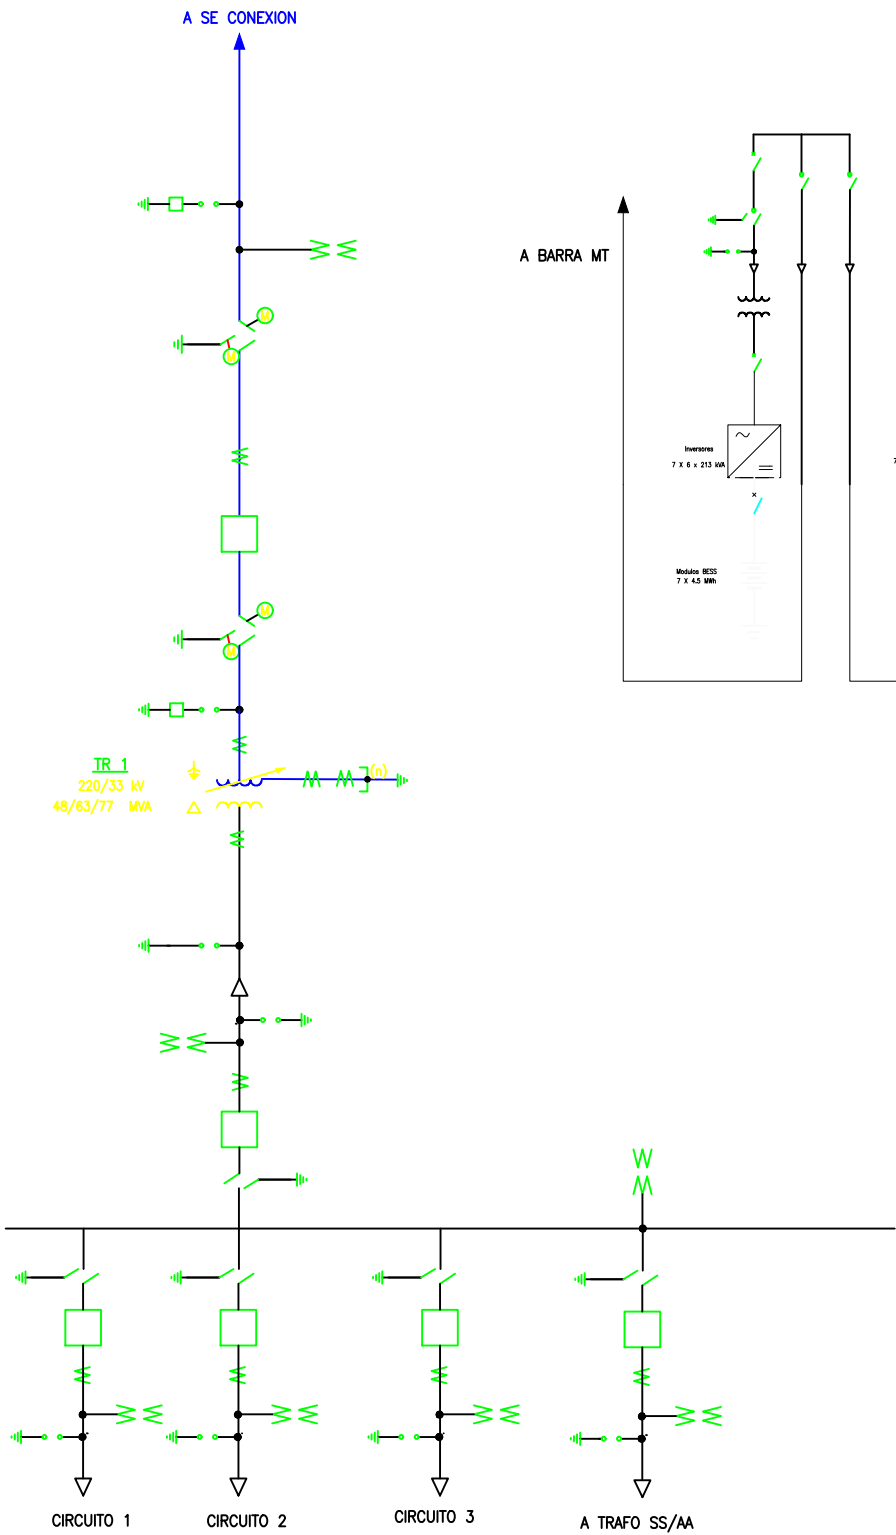 A SE CONEXION
A BARRA MT
M
M
Inversores
7 X 6 x 213 kVA
7
Modulos BESS
7 X 4.5 MWh
M
M
TR 1
220/33 kV
48/63/77 MVA
(n)
CIRCUITO 1
CIRCUITO 2
CIRCUITO 3
A TRAFO SS/AA